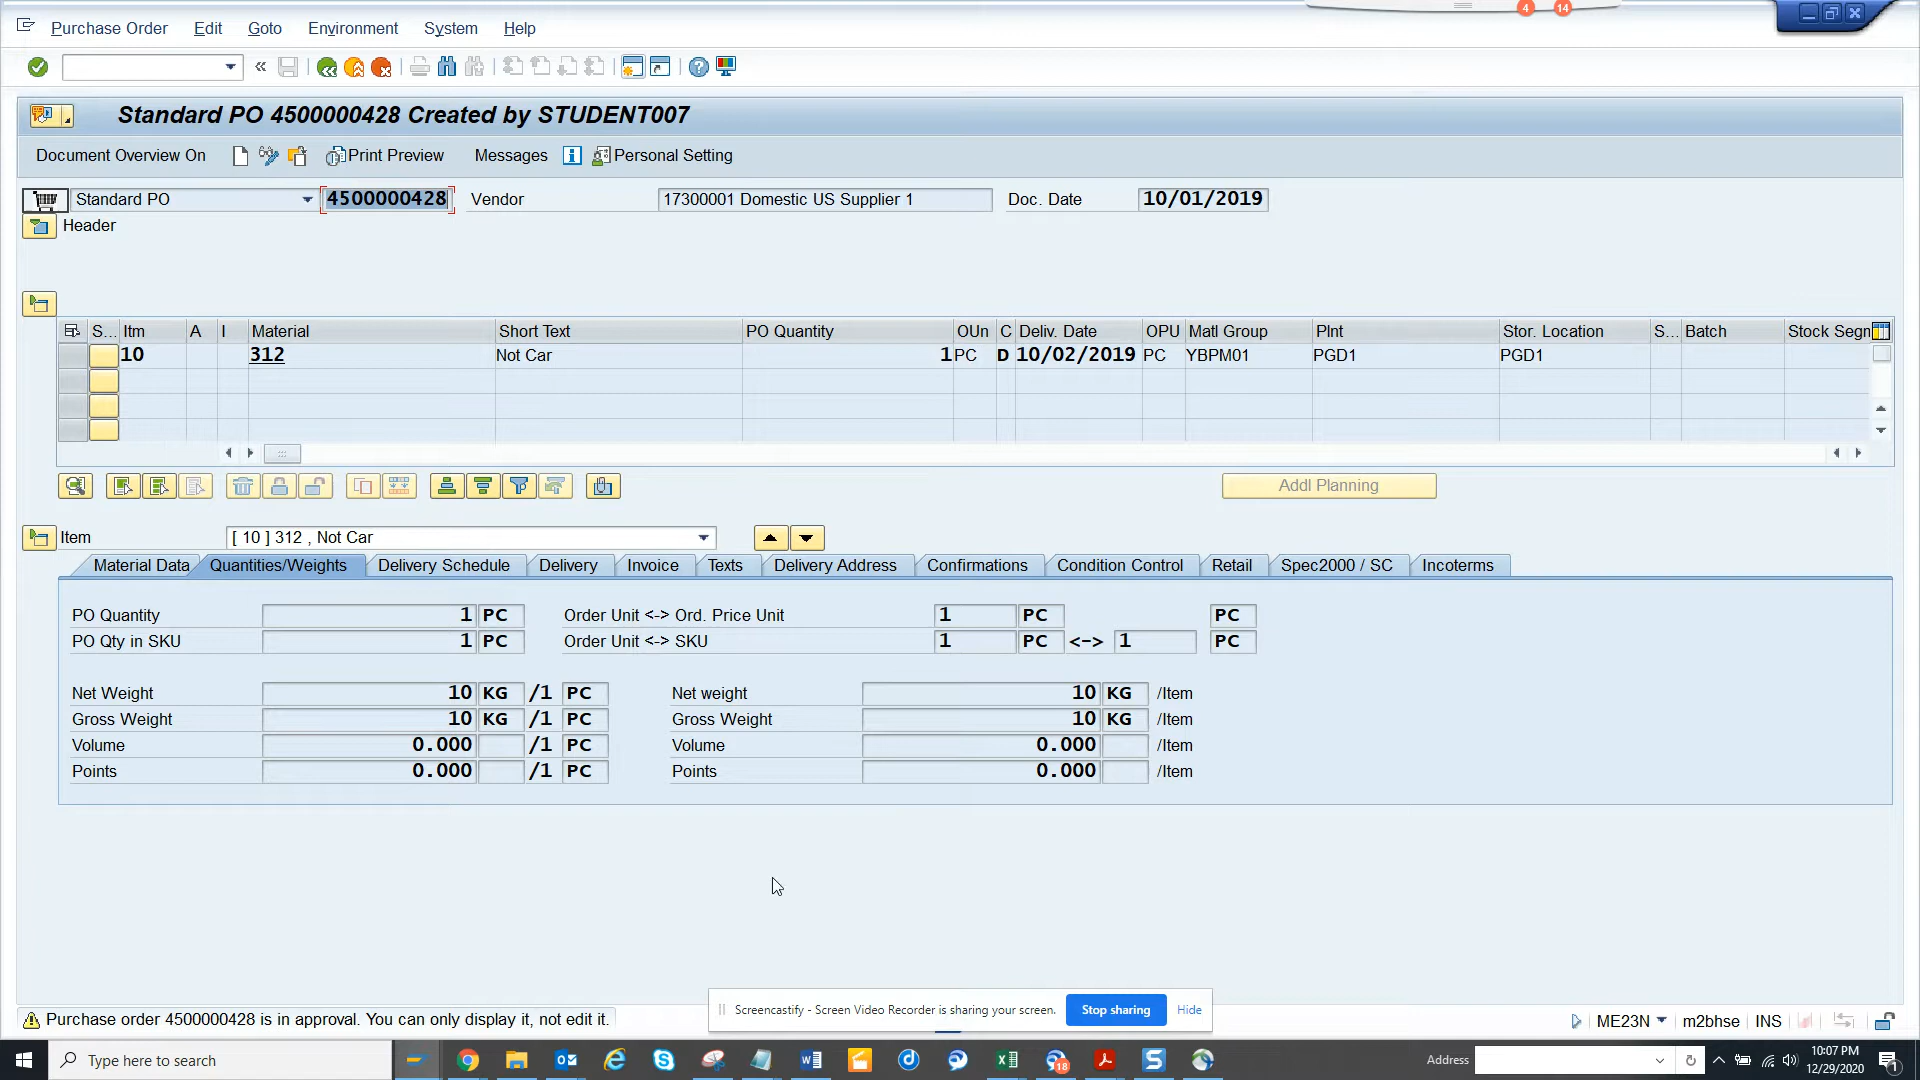 4 14
Purchase Order Edit Goto Environment System Help
«
Standard PO 4500000428 Created by STUDENT007
Document Overview On Print Preview Messages Personal Setting
Standard PO 4500000428 Vendor 17300001 Domestic US Supplier 1 Doc. Date 10/01/2019
Header
S... Itm A I Material Short Text PO Quantity OUn C Deliv. Date OPU Matl Group Plnt Stor. Location S... Batch Stock Segn
10 312 Not Car 1 PC D 10/02/2019 PC YBPM01 PGD1 PGD1
Addl Planning
Item [ 10 ] 312 , Not Car
Material Data Quantities/Weights Delivery Schedule Delivery Invoice Texts Delivery Address Confirmations Condition Control Retail Spec2000 / SC Incoterms
PO Quantity 1 PC Order Unit <-> Ord. Price Unit 1 PC PC
PO Qty in SKU 1 PC Order Unit <-> SKU 1 PC <-> 1 PC
Net Weight 10 KG /1 PC Net weight 10 KG /Item
Gross Weight 10 KG /1 PC Gross Weight 10 KG /Item
Volume 0.000 /1 PC Volume 0.000 /Item
Points 0.000 /1 PC Points 0.000 /Item
Screencastify - Screen Video Recorder is sharing your screen. Stop sharing Hide
Purchase order 4500000428 is in approval. You can only display it, not edit it.
ME23N m2bhse INS
Type here to search
18
Address
10:07 PM
12/29/2020
1